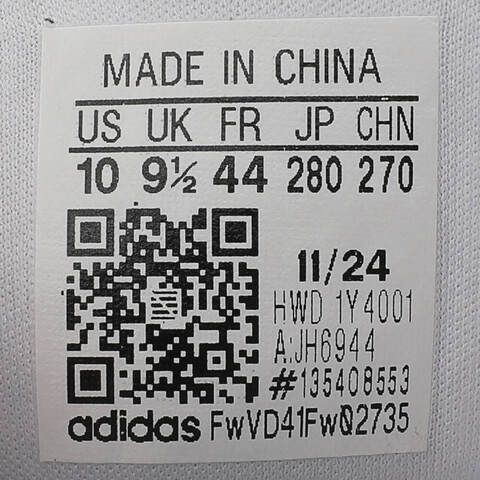 MADE IN CHINA
US UK FR JP CHN
10 9½ 44 280 270
11/24
HWD 1Y4001
A:JH6944
#135408553
adidas FwVD41Fw02735